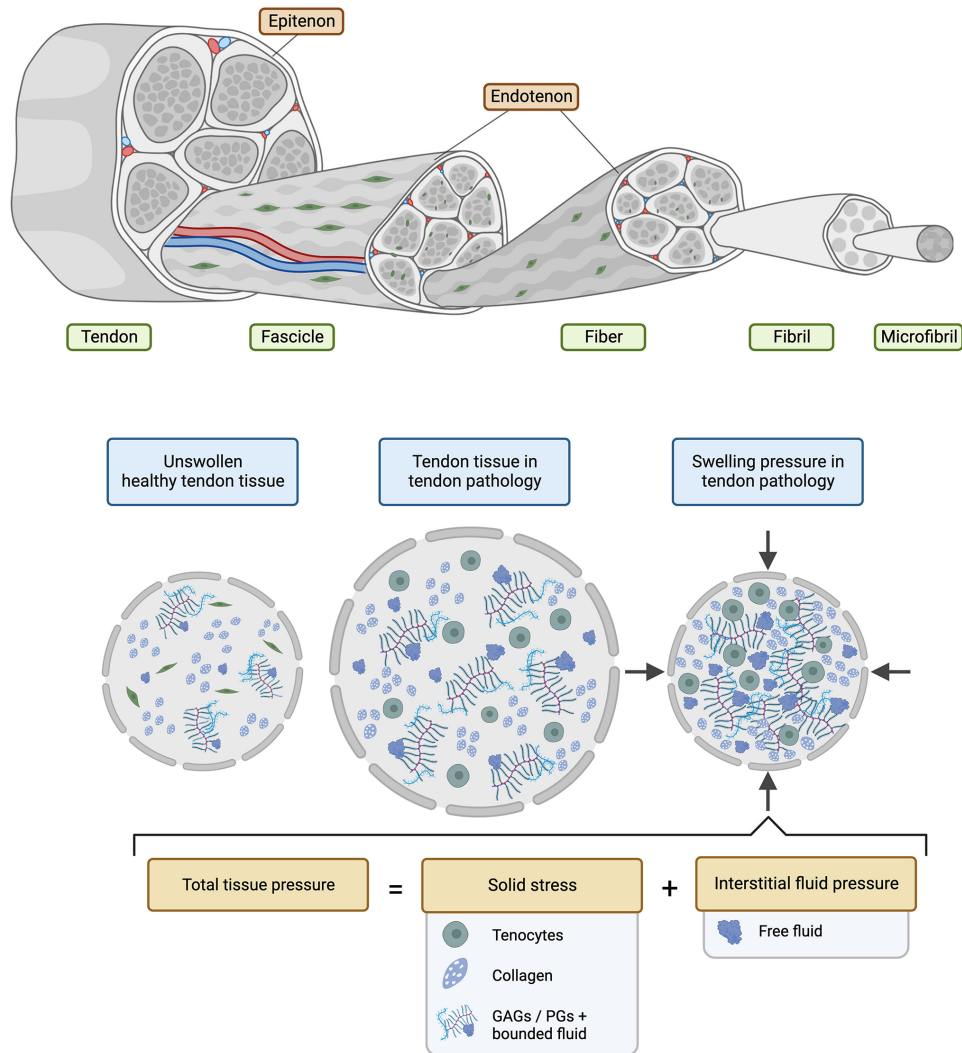 Epitenon
Endotenon
Tendon
Fascicle
Fiber
Fibril
Microfibril
Unswollen
healthy tendon tissue
Tendon tissue in
tendon pathology
Swelling pressure in
tendon pathology
Total tissue pressure
=
Solid stress
+
Interstitial fluid pressure
Tenocytes
Collagen
GAGs / PGs +
bounded fluid
Free fluid